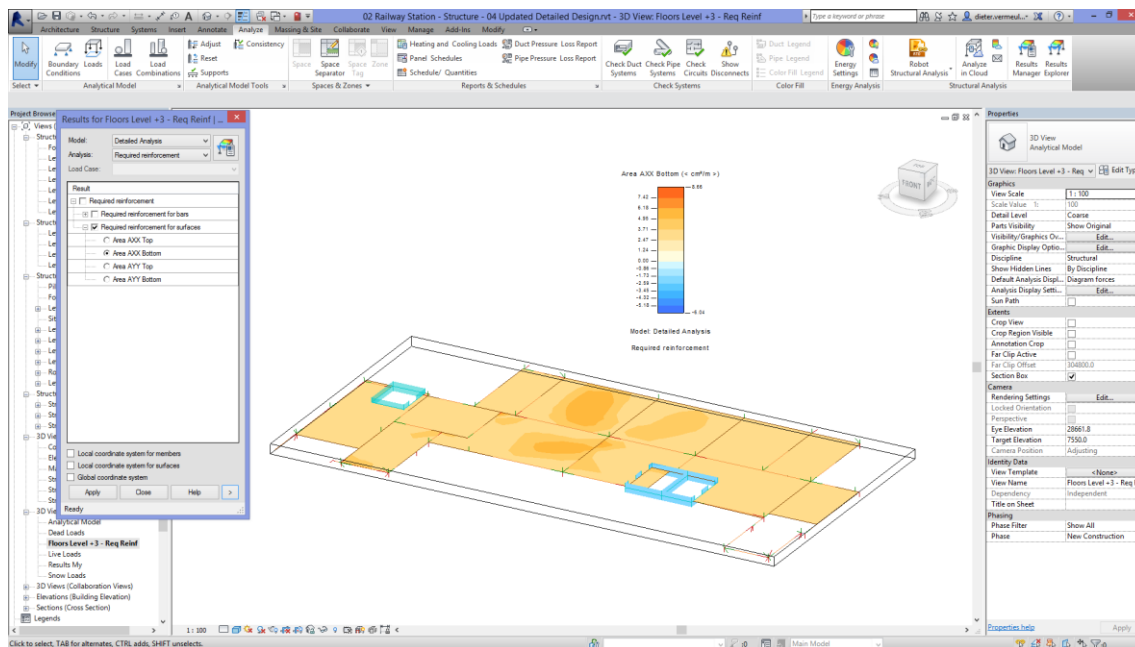 02 Railway Station - Structure - 04 Updated Detailed Design.rvt - 3D View: Floors Level +3 - Req Reinf
Type a keyword or phrase
dieter.vermeul...
Architecture Structure Systems Insert Annotate Analyze Massing & Site Collaborate View Manage Add-Ins Modify
Modify
Boundary Conditions
Loads
Load Cases
Load Combinations
Adjust
Reset
Supports
Consistency
Space
Space Separator
Space Tag
Zone
Heating and Cooling Loads
Panel Schedules
Schedule/ Quantities
Duct Pressure Loss Report
Pipe Pressure Loss Report
Check Duct Systems
Check Pipe Systems
Check Circuits
Show Disconnects
Duct Legend
Pipe Legend
Color Fill Legend
Energy Settings
Robot Structural Analysis
Analyze in Cloud
Results Manager
Results Explorer
Select
Analytical Model
Analytical Model Tools
Spaces & Zones
Reports & Schedules
Check Systems
Color Fill
Energy Analysis
Structural Analysis
Project Browse
Views (
Results for Floors Level +3 - Req Reinf | ...
Model: Detailed Analysis
Analysis: Required reinforcement
Load Case:
Result
Required reinforcement
Required reinforcement for bars
Required reinforcement for surfaces
Area AXX Top
Area AXX Bottom
Area AYY Top
Area AYY Bottom
Local coordinate system for members
Local coordinate system for surfaces
Global coordinate system
Apply Close Help >
Ready
Analytical Model
Dead Loads
Floors Level +3 - Req Reinf
Live Loads
Results My
Snow Loads
3D Views (Collaboration Views)
Elevations (Building Elevation)
Sections (Cross Section)
Legends
Area AXX Bottom (< cm²/m >)
8.66
7.42
6.18
4.95
3.71
2.47
1.24
0.00
-0.86
-1.73
-2.59
-3.45
-4.32
-5.18
-6.04
Model: Detailed Analysis
Required reinforcement
FRONT
Properties
3D View
Analytical Model
3D View: Floors Level +3 - Req
Edit Typ
Graphics
View Scale 1 : 100
Scale Value 1: 100
Detail Level Coarse
Parts Visibility Show Original
Visibility/Graphics Ov... Edit...
Graphic Display Optio... Edit...
Discipline Structural
Show Hidden Lines By Discipline
Default Analysis Displ... Diagram forces
Analysis Display Setti... Edit...
Sun Path
Extents
Crop View
Crop Region Visible
Annotation Crop
Far Clip Active
Far Clip Offset 304800.0
Section Box
Camera
Rendering Settings Edit...
Locked Orientation
Perspective
Eye Elevation 28661.8
Target Elevation 7550.0
Camera Position Adjusting
Identity Data
View Template <None>
View Name Floors Level +3 - Req
Dependency Independent
Title on Sheet
Phasing
Phase Filter Show All
Phase New Construction
Properties help Apply
1 : 100
Click to select, TAB for alternates, CTRL adds, SHIFT unselects.
:0
Main Model